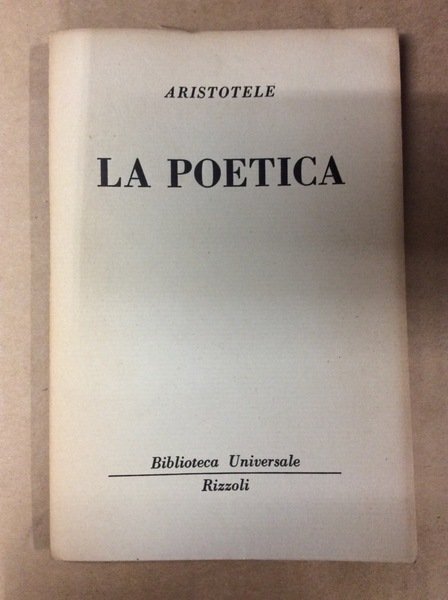 ARISTOTELE
LA POETICA
Biblioteca Universale
Rizzoli